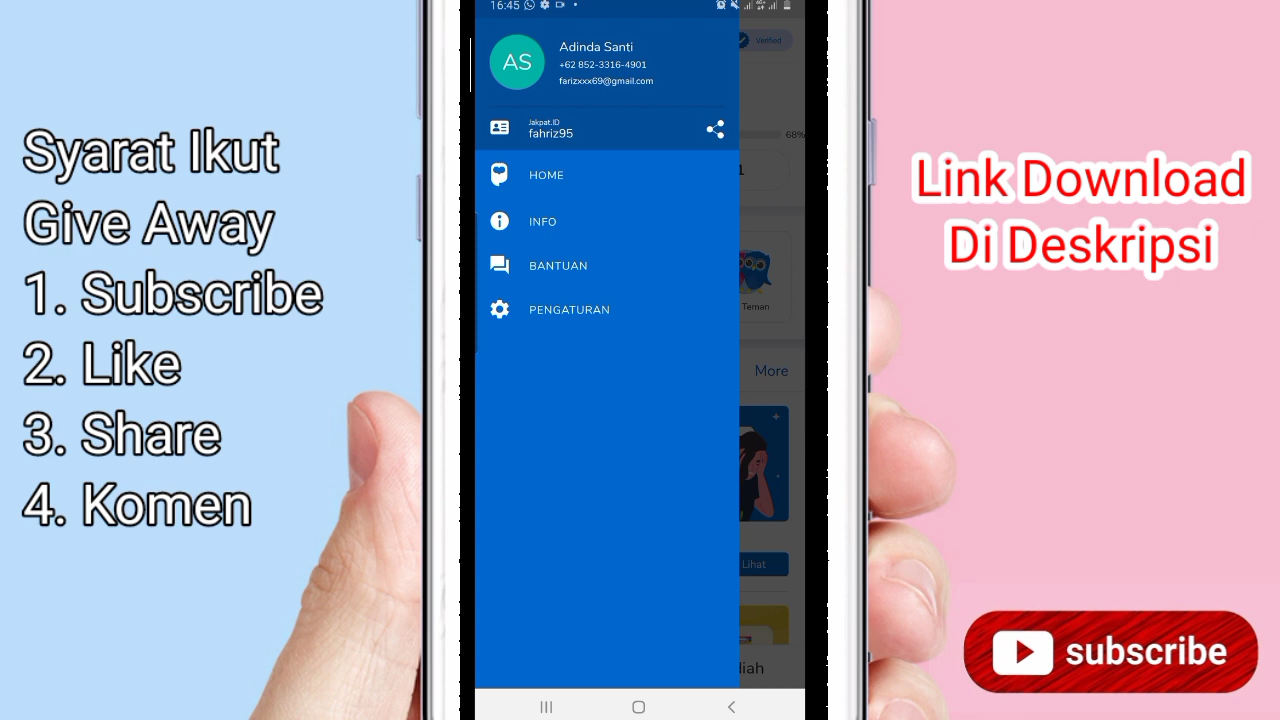 Syarat Ikut
Give Away
1. Subscribe
2. Like
3. Share
4. Komen
16:45
AS
Adinda Santi
+62 852-3316-4901
farizxxx69@gmail.com
Jakpat.ID
fahriz95
HOME
INFO
BANTUAN
PENGATURAN
Verified
68%
1
Teman
More
Lihat
Link Download
Di Deskripsi
subscribe